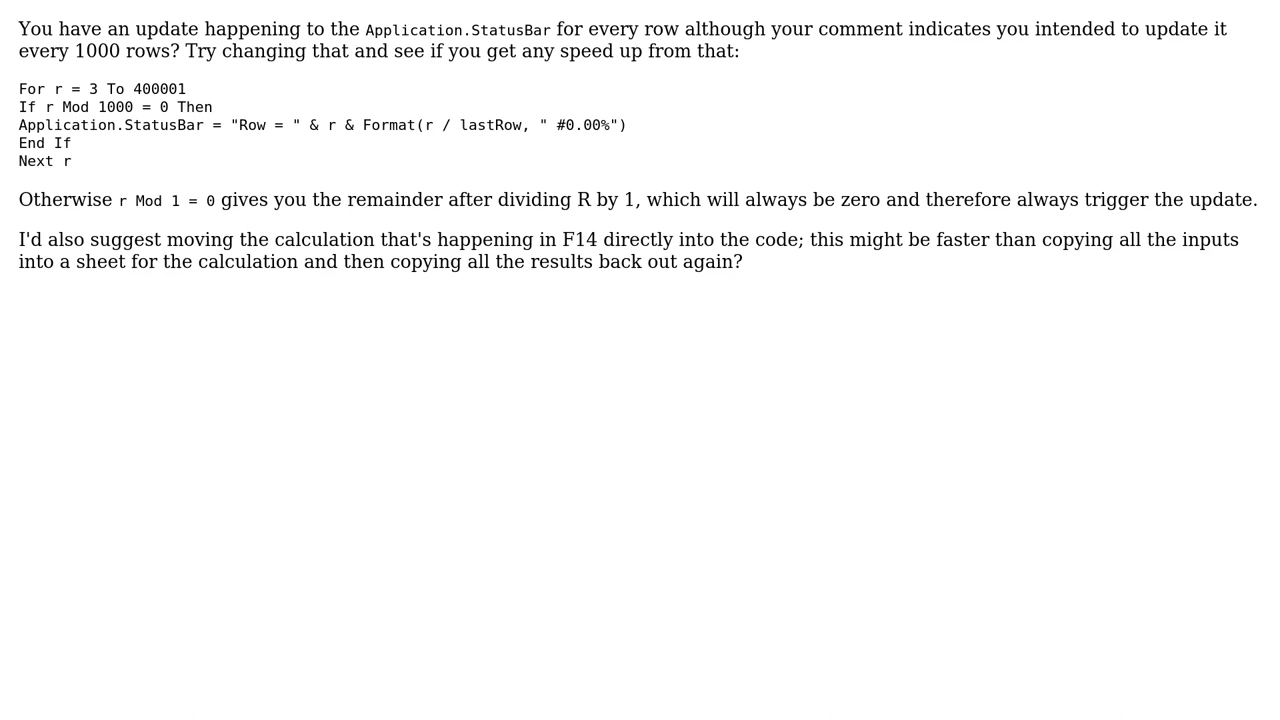 You have an update happening to the Application.StatusBar for every row although your comment indicates you intended to update it
every 1000 rows? Try changing that and see if you get any speed up from that:
For r = 3 To 400001
If r Mod 1000 = 0 Then
Application.StatusBar = "Row = " & r & Format(r / lastRow, " #0.00%")
End If
Next r
Otherwise r Mod 1 = 0 gives you the remainder after dividing R by 1, which will always be zero and therefore always trigger the update.
I'd also suggest moving the calculation that's happening in F14 directly into the code; this might be faster than copying all the inputs
into a sheet for the calculation and then copying all the results back out again?